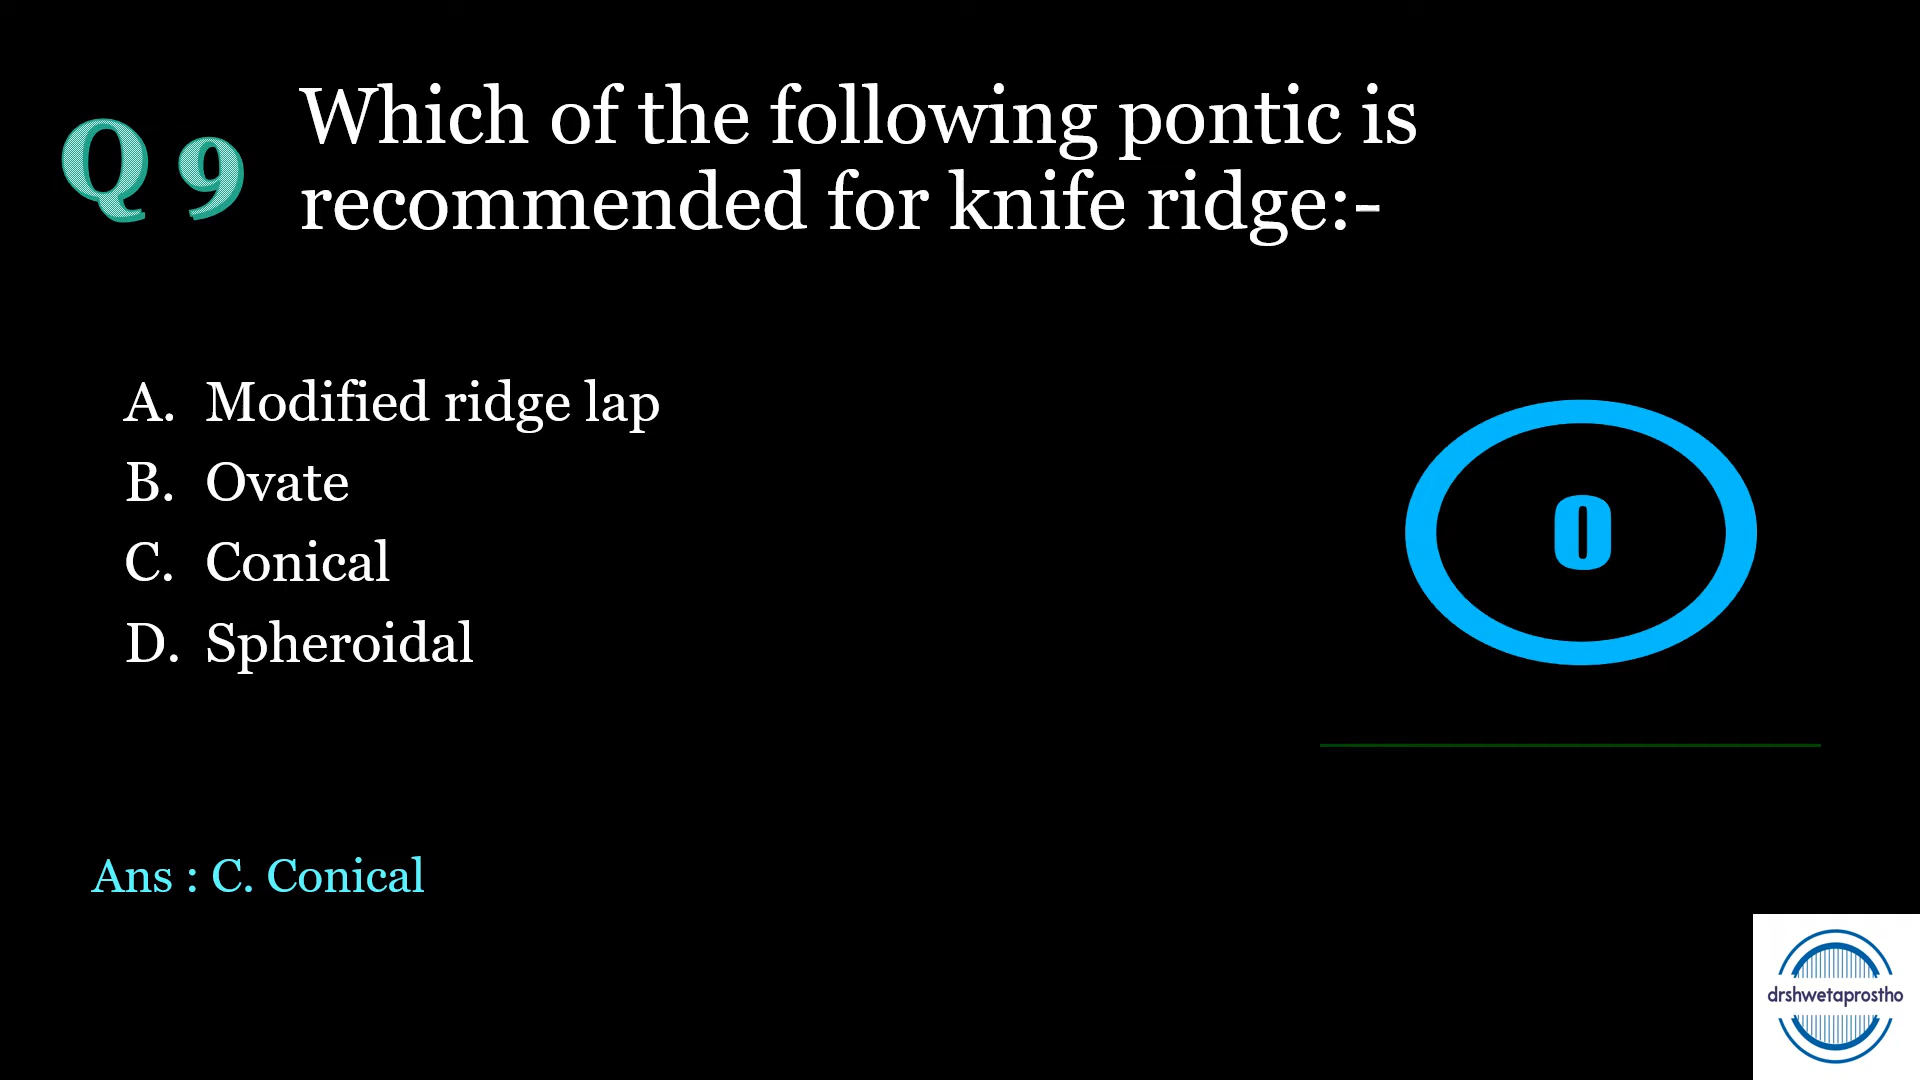 Q 9
Which of the following pontic is
recommended for knife ridge:-
A. Modified ridge lap
B. Ovate
C. Conical
D. Spheroidal
0
Ans : C. Conical
drshwetaprostho